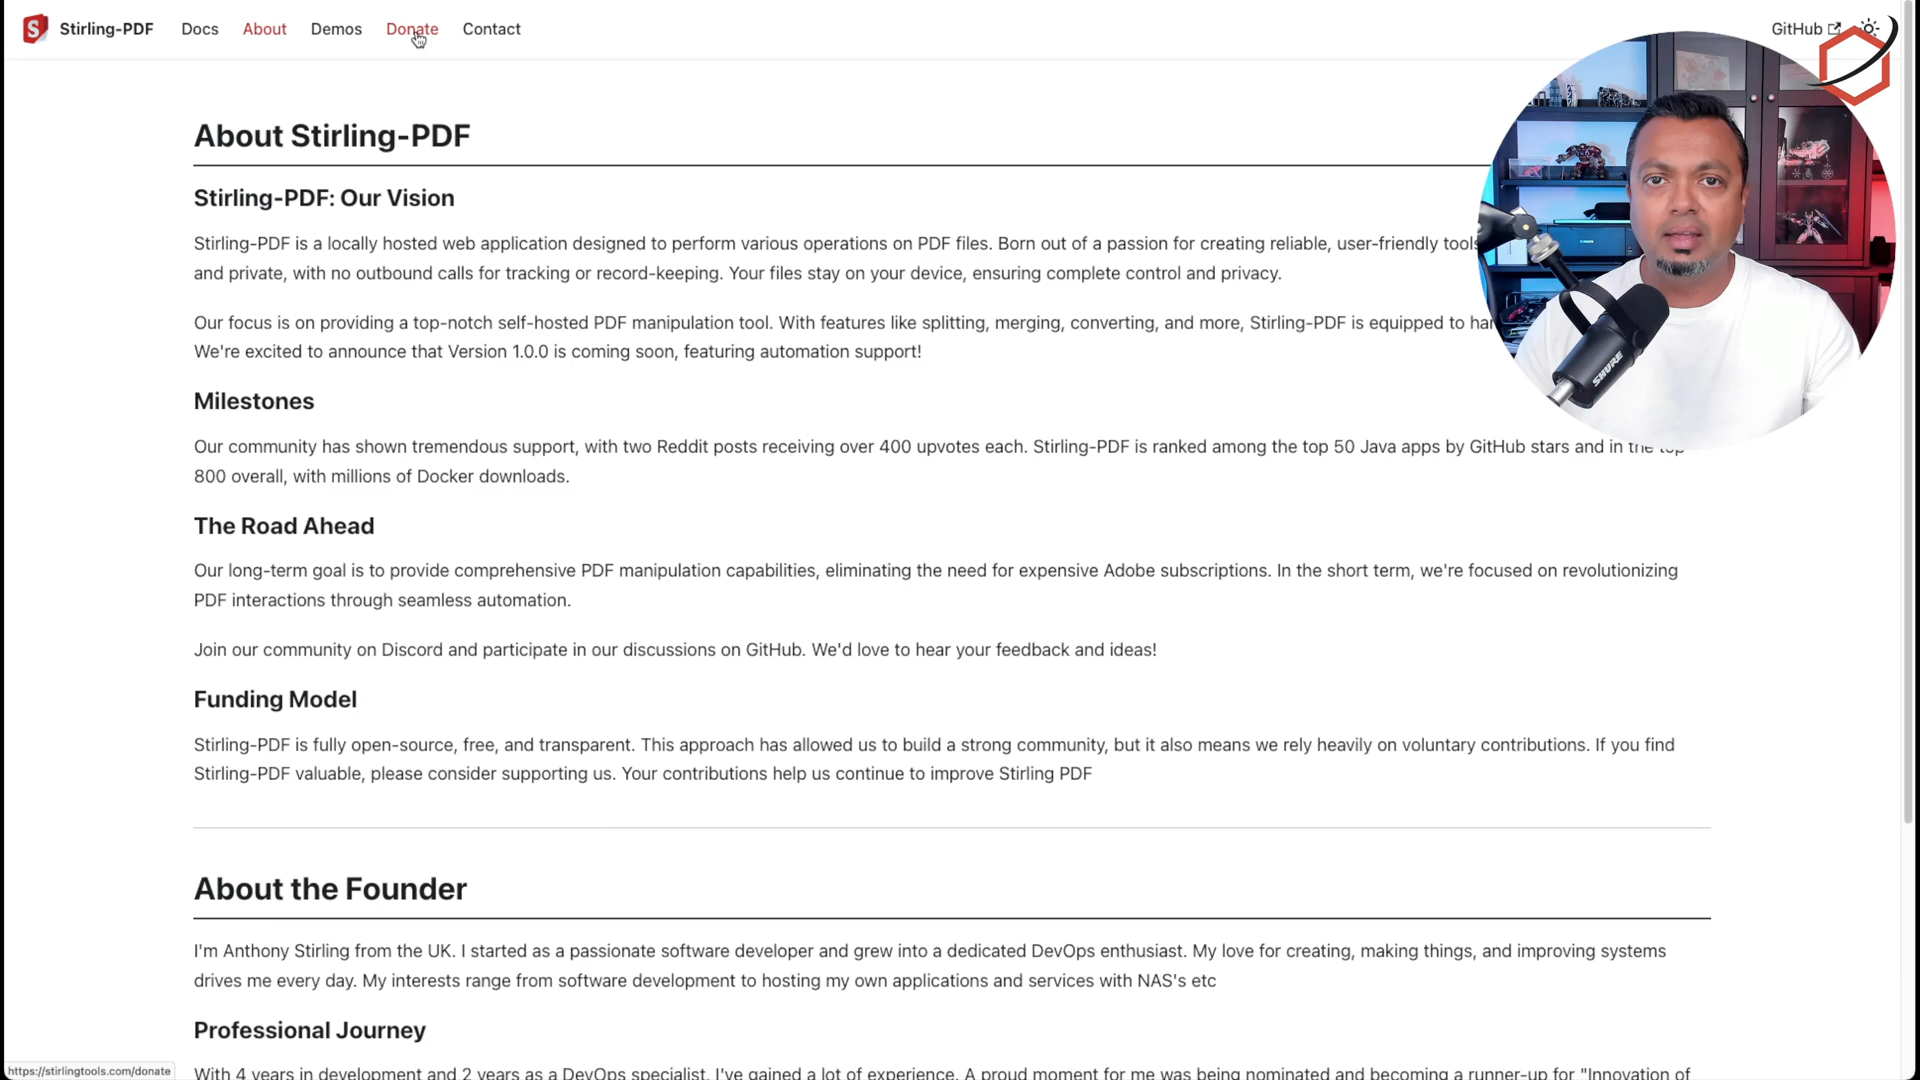 Stirling-PDF Docs About Demos Donate Contact GitHub
About Stirling-PDF
Stirling-PDF: Our Vision
Stirling-PDF is a locally hosted web application designed to perform various operations on PDF files. Born out of a passion for creating reliable, user-friendly tools
and private, with no outbound calls for tracking or record-keeping. Your files stay on your device, ensuring complete control and privacy.
Our focus is on providing a top-notch self-hosted PDF manipulation tool. With features like splitting, merging, converting, and more, Stirling-PDF is equipped to
We're excited to announce that Version 1.0.0 is coming soon, featuring automation support!
Milestones
Our community has shown tremendous support, with two Reddit posts receiving over 400 upvotes each. Stirling-PDF is ranked among the top 50 Java apps by GitHub stars and in the top
800 overall, with millions of Docker downloads.
The Road Ahead
Our long-term goal is to provide comprehensive PDF manipulation capabilities, eliminating the need for expensive Adobe subscriptions. In the short term, we're focused on revolutionizing
PDF interactions through seamless automation.
Join our community on Discord and participate in our discussions on GitHub. We'd love to hear your feedback and ideas!
Funding Model
Stirling-PDF is fully open-source, free, and transparent. This approach has allowed us to build a strong community, but it also means we rely heavily on voluntary contributions. If you find
Stirling-PDF valuable, please consider supporting us. Your contributions help us continue to improve Stirling PDF
About the Founder
I'm Anthony Stirling from the UK. I started as a passionate software developer and grew into a dedicated DevOps enthusiast. My love for creating, making things, and improving systems
drives me every day. My interests range from software development to hosting my own applications and services with NAS's etc
Professional Journey
With 4 years in development and 2 years as a DevOps specialist, I've gained a lot of experience. A proud moment for me was being nominated and becoming a runner-up for "Innovation of
https://stirlingtools.com/donate
SHURE